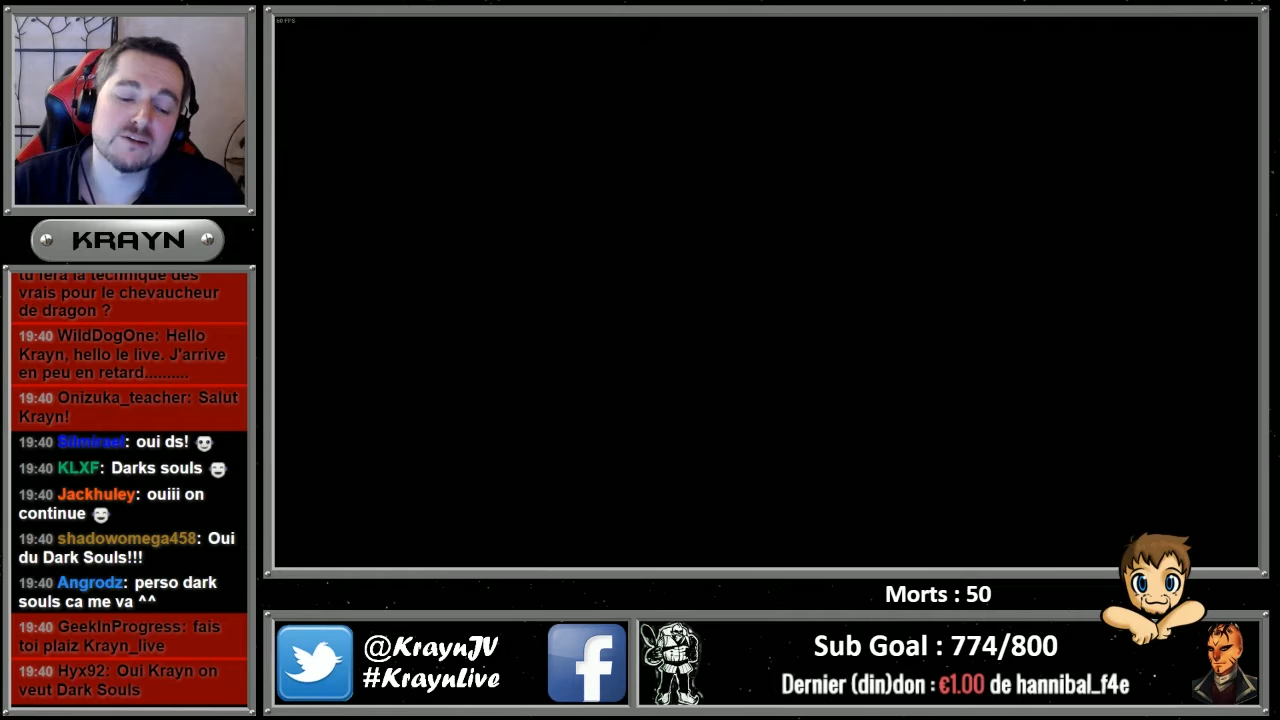 60 FPS
KRAYN
tu fera la technique des
vrais pour le chevaucheur
de dragon ?
19:40 WildDogOne: Hello
Krayn, hello le live. J'arrive
en peu en retard..........
19:40 Onizuka_teacher: Salut
Krayn!
19:40 Silmirael: oui ds!
19:40 KLXF: Darks souls
19:40 Jackhuley: ouiii on
continue
19:40 shadowomega458: Oui
du Dark Souls!!!
19:40 Angrodz: perso dark
souls ca me va ^^
19:40 GeekInProgress: fais
toi plaiz Krayn_live
19:40 Hyx92: Oui Krayn on
veut Dark Souls
Morts : 50
@KraynJV
#KraynLive
Sub Goal : 774/800
Dernier (din)don : €1.00 de hannibal_f4e